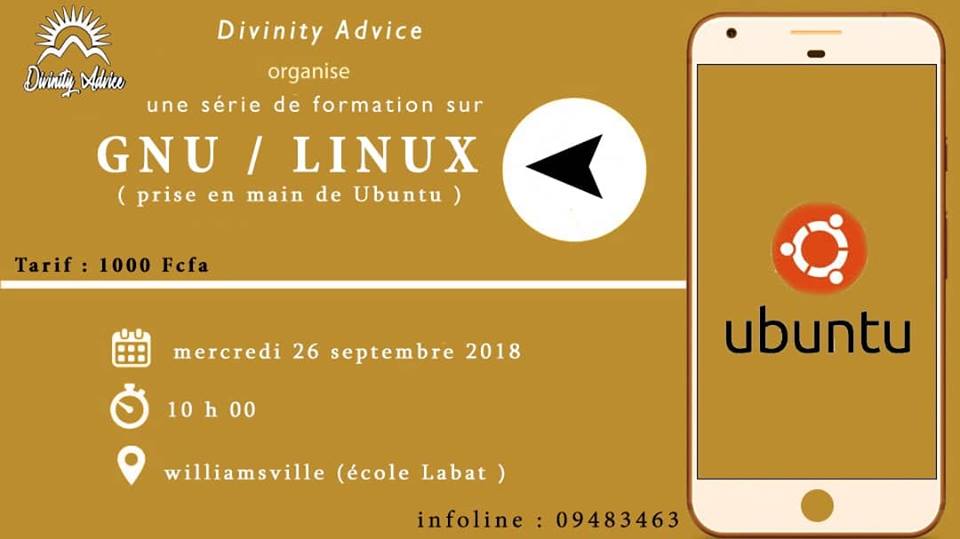 Divinity Advice
Divinity Advice
organise
une série de formation sur
GNU / LINUX
( prise en main de Ubuntu )
Tarif : 1000 Fcfa
mercredi 26 septembre 2018
10 h 00
williamsville (école Labat )
infoline : 09483463
ubuntu